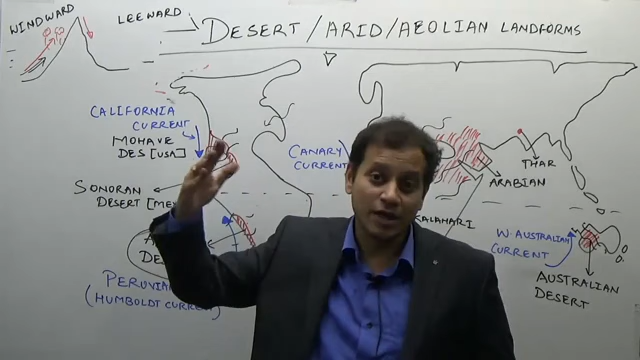 WINDWARD
LEEWARD
DESERT/ARID/AEOLIAN LANDFORMS
CALIFORNIA
CURRENT
MOHAVE
DES [USA]
SONORAN
DESERT [ME
PERUVIAN
(HUMBOLDT CURRENT)
CANARY
CURRENT
THAR
ARABIAN
KALAHARI
W. AUSTRALIAN
CURRENT
AUSTRALIAN
DESERT